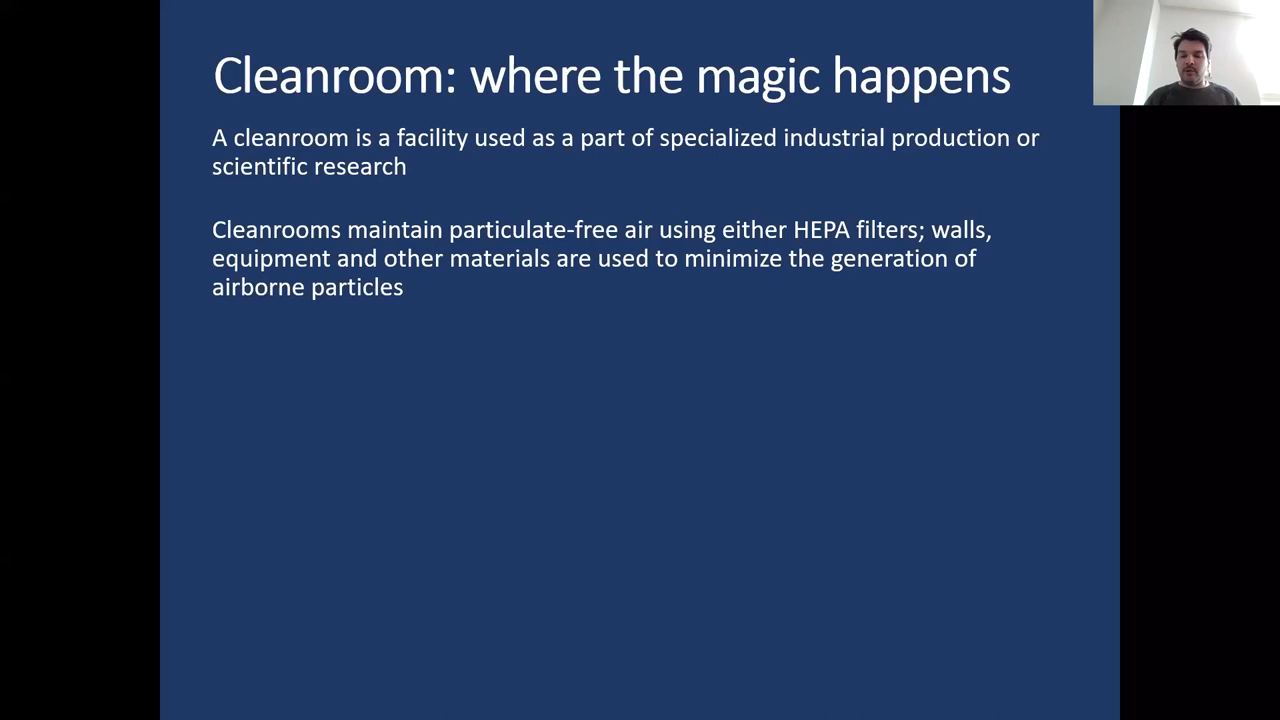 Cleanroom: where the magic happens
A cleanroom is a facility used as a part of specialized industrial production or
scientific research
Cleanrooms maintain particulate-free air using either HEPA filters; walls,
equipment and other materials are used to minimize the generation of
airborne particles